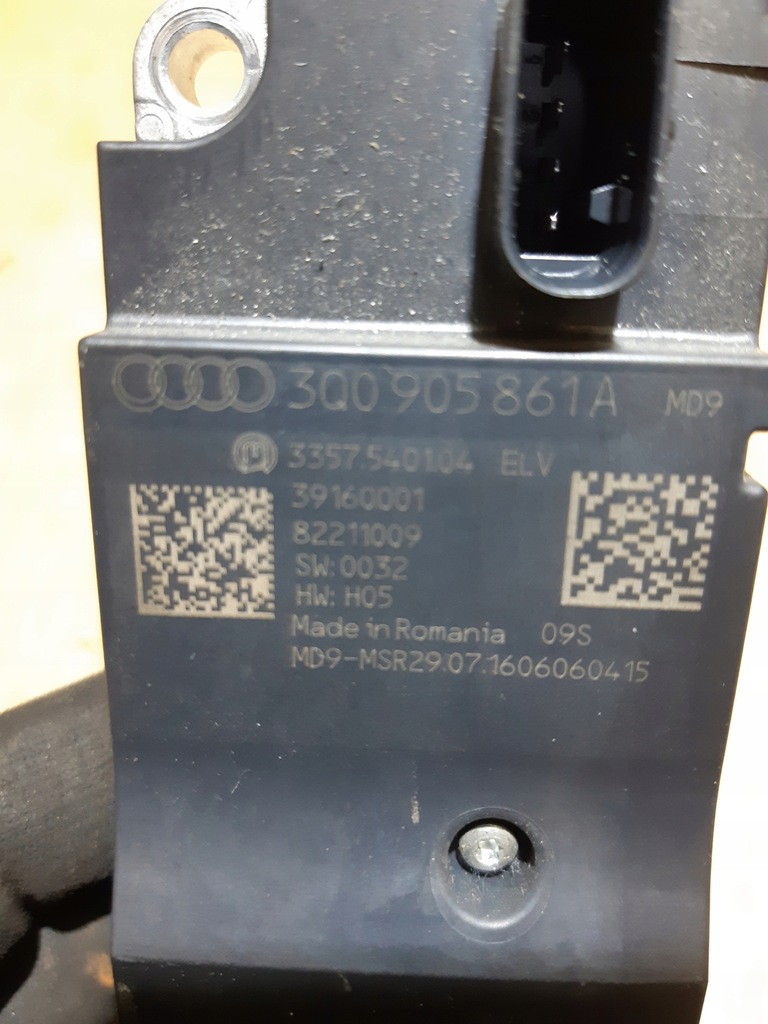 3Q0 905 861 A MD9
3357.540104 ELV
39160001
82211009
SW: 0032
HW: H05
Made in Romania 09S
MD9-MSR29.07.1606060415